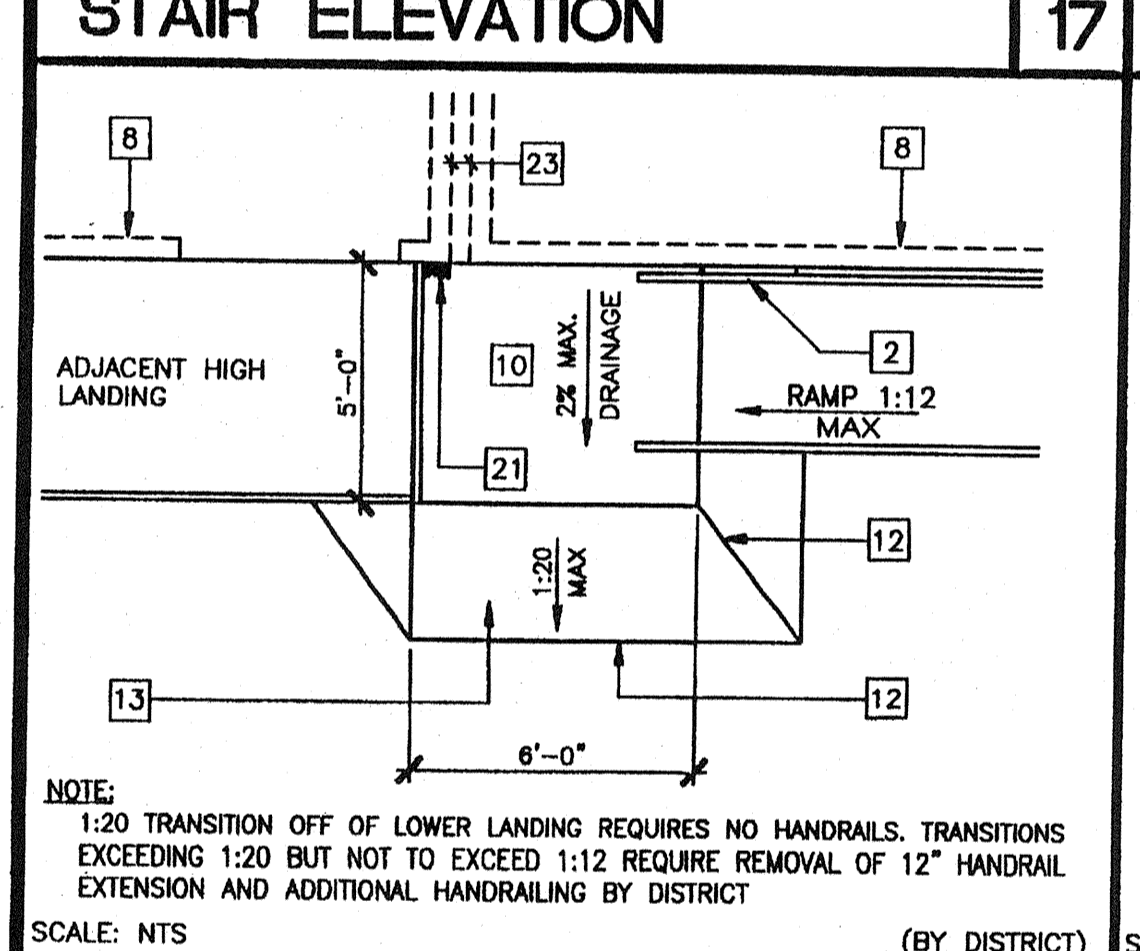 STAIR ELEVATION
17
8
23
8
ADJACENT HIGH
LANDING
5'-0"
10
2% MAX.
DRAINAGE
2
RAMP 1:12
MAX
21
12
1:20
MAX
13
12
6'-0"
NOTE:
1:20 TRANSITION OFF OF LOWER LANDING REQUIRES NO HANDRAILS. TRANSITIONS
EXCEEDING 1:20 BUT NOT TO EXCEED 1:12 REQUIRE REMOVAL OF 12" HANDRAIL
EXTENSION AND ADDITIONAL HANDRAILING BY DISTRICT
SCALE: NTS
(BY DISTRICT)
S